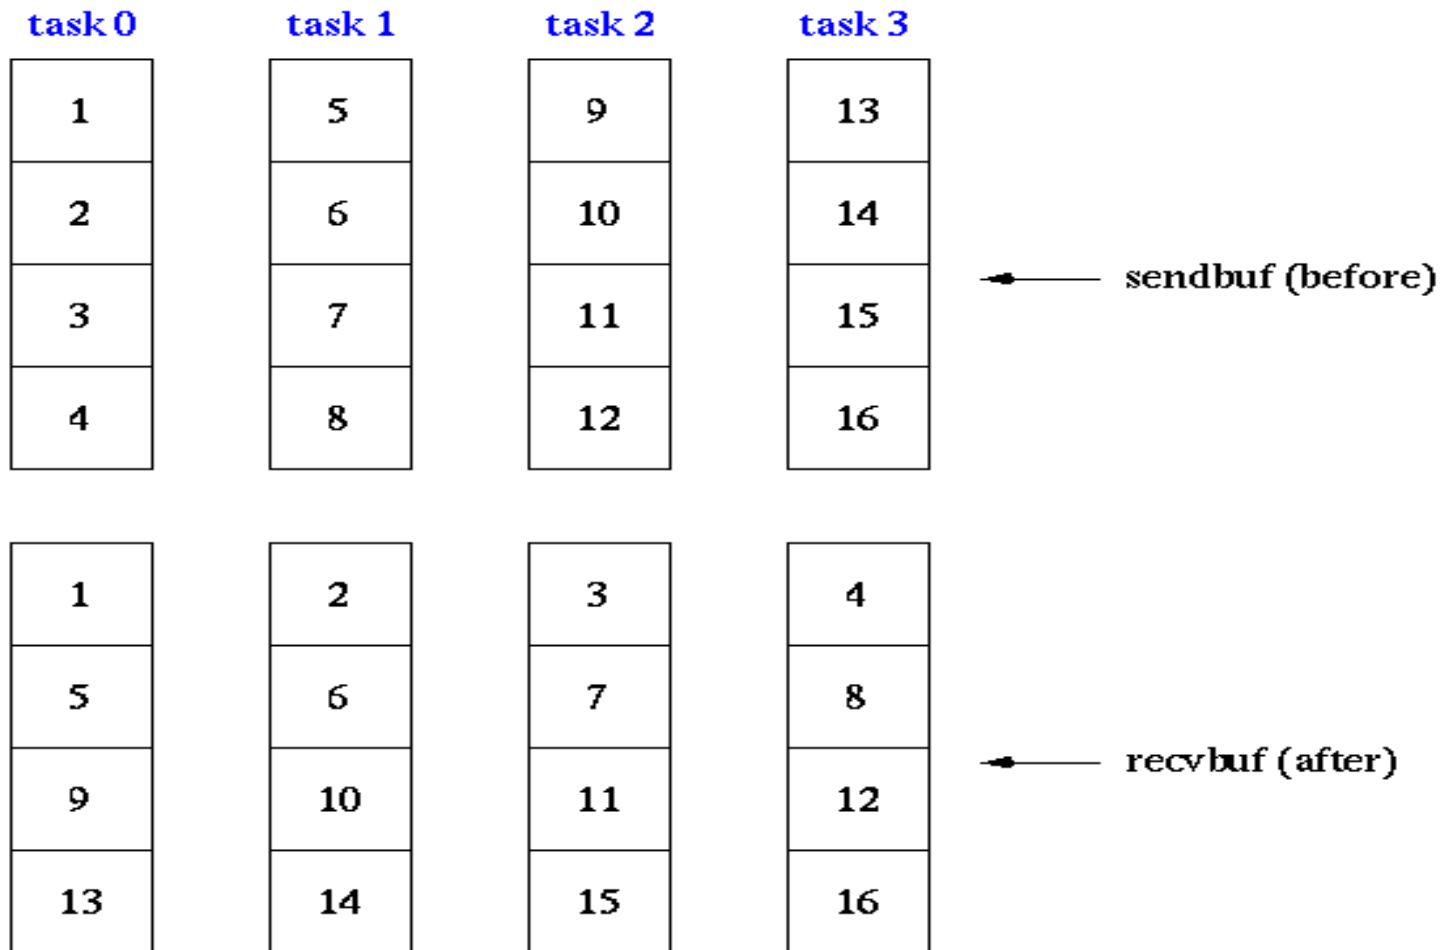 task 0 task 1 task 2 task 3
1 5 9 13
2 6 10 14
sendbuf (before)
3 7 11 15
4 8 12 16
1 2 3 4
5 6 7 8
recvbuf (after)
9 10 11 12
13 14 15 16